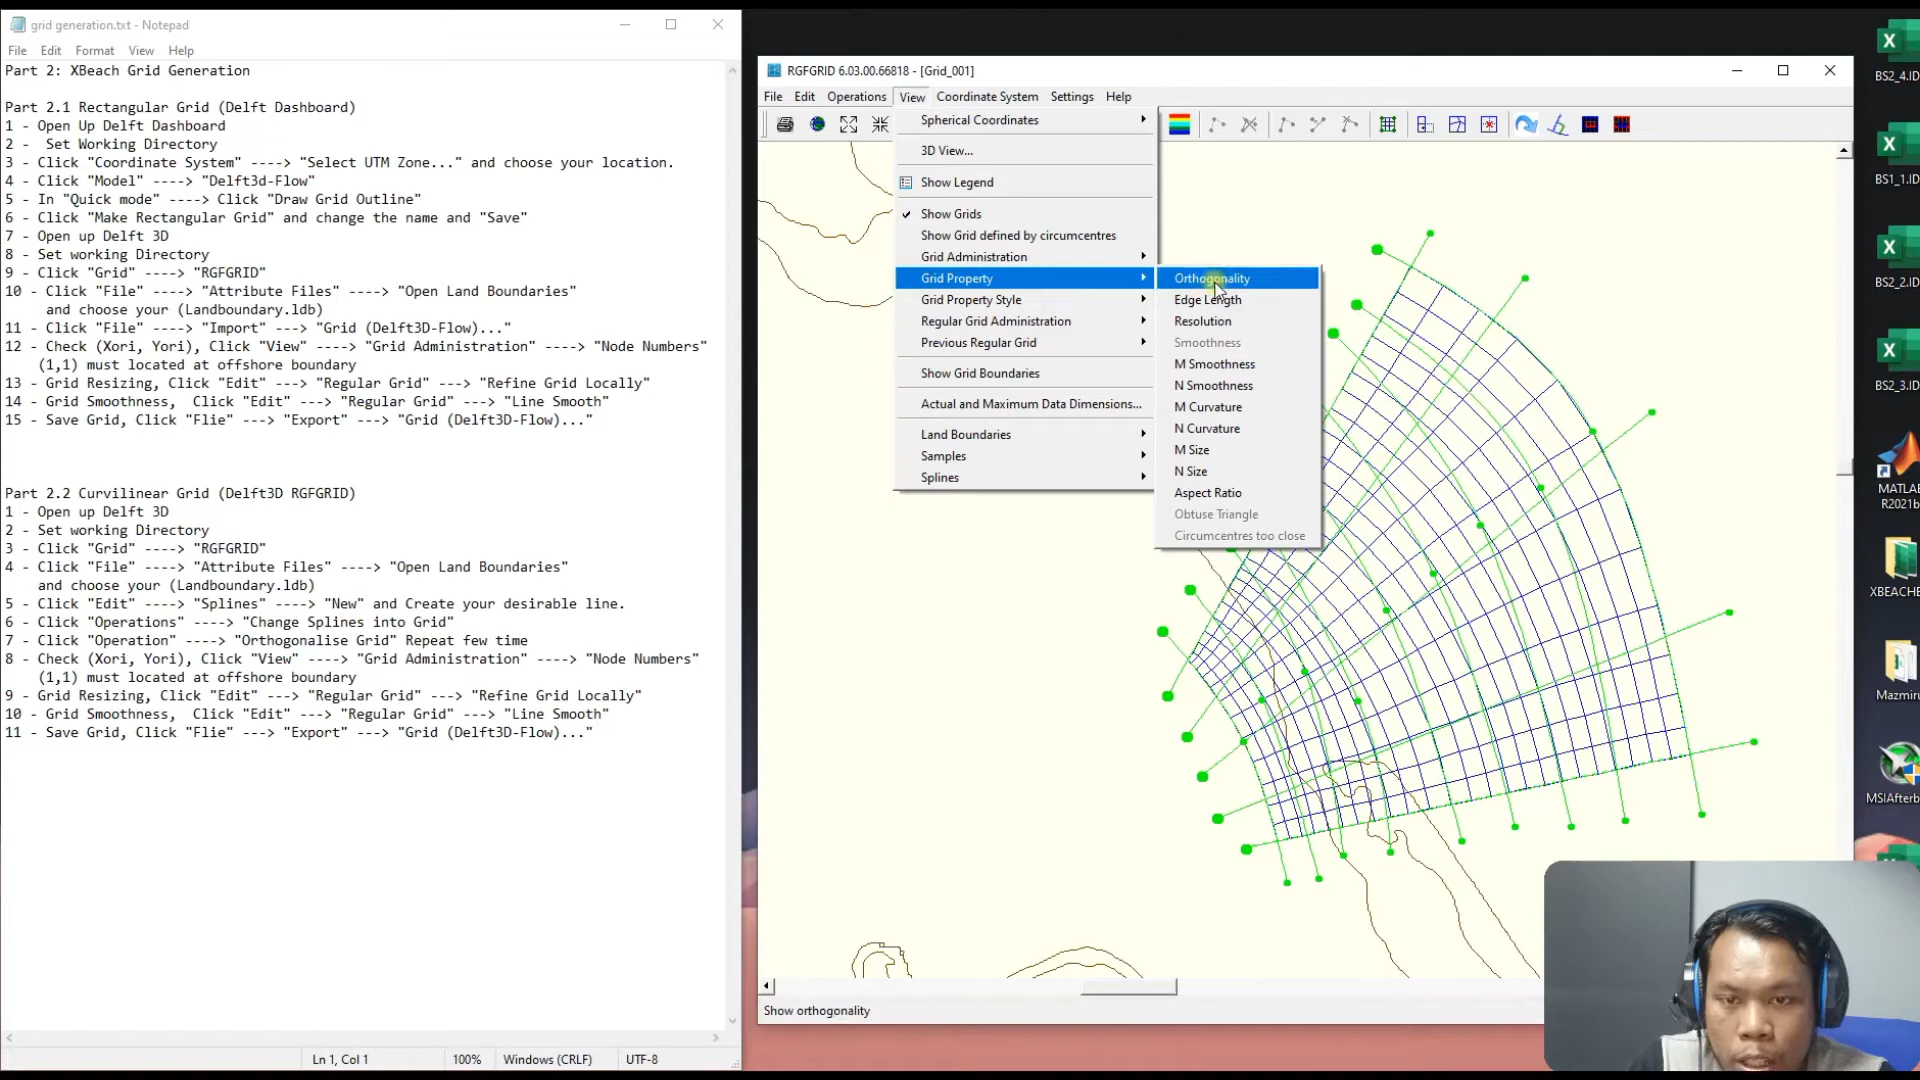 grid generation.txt - Notepad
File Edit Format View Help
Part 2: XBeach Grid Generation
Part 2.1 Rectangular Grid (Delft Dashboard)
1 - Open Up Delft Dashboard
2 -  Set Working Directory
3 - Click "Coordinate System" ----> "Select UTM Zone..." and choose your location.
4 - Click "Model" ----> "Delft3d-Flow"
5 - In "Quick mode" ----> Click "Draw Grid Outline"
6 - Click "Make Rectangular Grid" and change the name and "Save"
7 - Open up Delft 3D
8 - Set working Directory
9 - Click "Grid" ----> "RGFGRID"
10 - Click "File" ----> "Attribute Files" ----> "Open Land Boundaries"
and choose your (Landboundary.ldb)
11 - Click "File" ----> "Import" ---> "Grid (Delft3D-Flow)..."
12 - Check (Xori, Yori), Click "View" ----> "Grid Administration" ----> "Node Numbers"
(1,1) must located at offshore boundary
13 - Grid Resizing, Click "Edit" ---> "Regular Grid" ---> "Refine Grid Locally"
14 - Grid Smoothness,  Click "Edit" ---> "Regular Grid" ---> "Line Smooth"
15 - Save Grid, Click "Flie" ---> "Export" ---> "Grid (Delft3D-Flow)..."
Part 2.2 Curvilinear Grid (Delft3D RGFGRID)
1 - Open up Delft 3D
2 - Set working Directory
3 - Click "Grid" ----> "RGFGRID"
4 - Click "File" ----> "Attribute Files" ----> "Open Land Boundaries"
and choose your (Landboundary.ldb)
5 - Click "Edit" ----> "Splines" ----> "New" and Create your desirable line.
6 - Click "Operations" ----> "Change Splines into Grid"
7 - Click "Operation" ----> "Orthogonalise Grid" Repeat few time
8 - Check (Xori, Yori), Click "View" ----> "Grid Administration" ----> "Node Numbers"
(1,1) must located at offshore boundary
9 - Grid Resizing, Click "Edit" ---> "Regular Grid" ---> "Refine Grid Locally"
10 - Grid Smoothness,  Click "Edit" ---> "Regular Grid" ---> "Line Smooth"
11 - Save Grid, Click "Flie" ---> "Export" ---> "Grid (Delft3D-Flow)..."
Ln 1, Col 1 100% Windows (CRLF) UTF-8
RGFGRID 6.03.00.66818 - [Grid_001]
File Edit Operations View Coordinate System Settings Help
Spherical Coordinates
3D View...
Show Legend
Show Grids
Show Grid defined by circumcentres
Grid Administration
Grid Property
Grid Property Style
Regular Grid Administration
Previous Regular Grid
Show Grid Boundaries
Actual and Maximum Data Dimensions...
Land Boundaries
Samples
Splines
Orthogonality
Edge Length
Resolution
Smoothness
M Smoothness
N Smoothness
M Curvature
N Curvature
M Size
N Size
Aspect Ratio
Obtuse Triangle
Circumcentres too close
Show orthogonality
BS2_4.ID
BS1_1.ID
BS2_2.ID
BS2_3.ID
MATLAB
R2021b
XBEACHE
Mazmiru
MSIAfterb